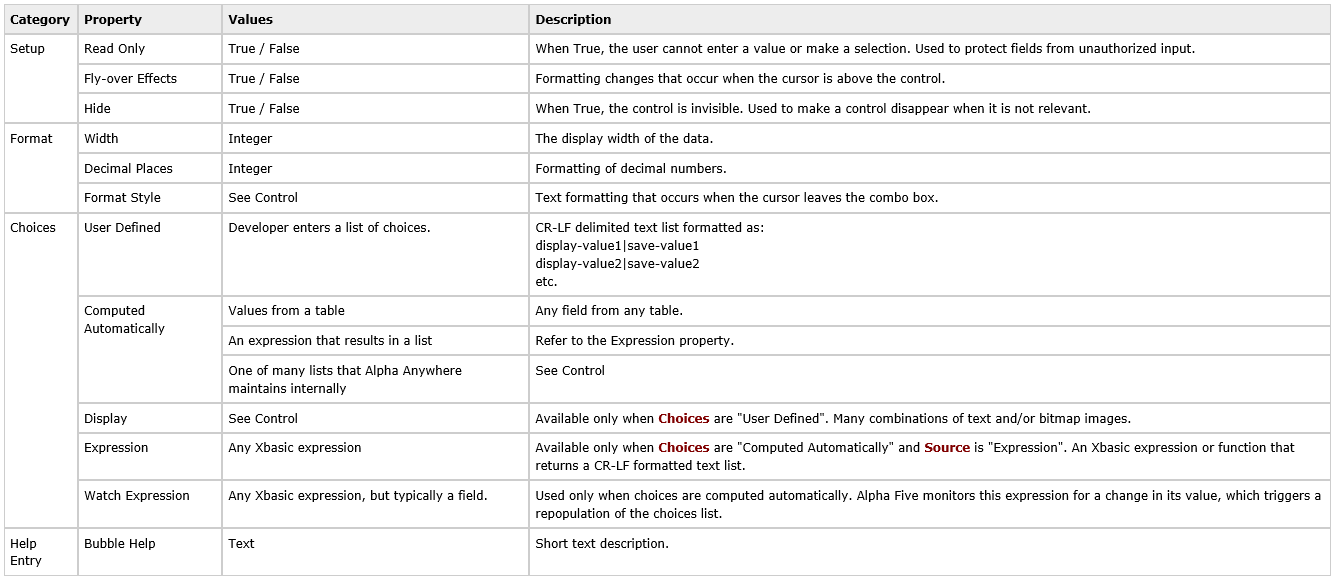 Category Property Values Description
Setup Read Only True / False When True, the user cannot enter a value or make a selection. Used to protect fields from unauthorized input.
Fly-over Effects True / False Formatting changes that occur when the cursor is above the control.
Hide True / False When True, the control is invisible. Used to make a control disappear when it is not relevant.
Format Width Integer The display width of the data.
Decimal Places Integer Formatting of decimal numbers.
Format Style See Control Text formatting that occurs when the cursor leaves the combo box.
Choices User Defined Developer enters a list of choices. CR-LF delimited text list formatted as:
display-value1|save-value1
display-value2|save-value2
etc.
Computed Values from a table Any field from any table.
Automatically
An expression that results in a list Refer to the Expression property.
One of many lists that Alpha Anywhere See Control
maintains internally
Display See Control Available only when Choices are "User Defined". Many combinations of text and/or bitmap images.
Expression Any Xbasic expression Available only when Choices are "Computed Automatically" and Source is "Expression". An Xbasic expression or function that
returns a CR-LF formatted text list.
Watch Expression Any Xbasic expression, but typically a field. Used only when choices are computed automatically. Alpha Five monitors this expression for a change in its value, which triggers a
repopulation of the choices list.
Help Bubble Help Text Short text description.
Entry